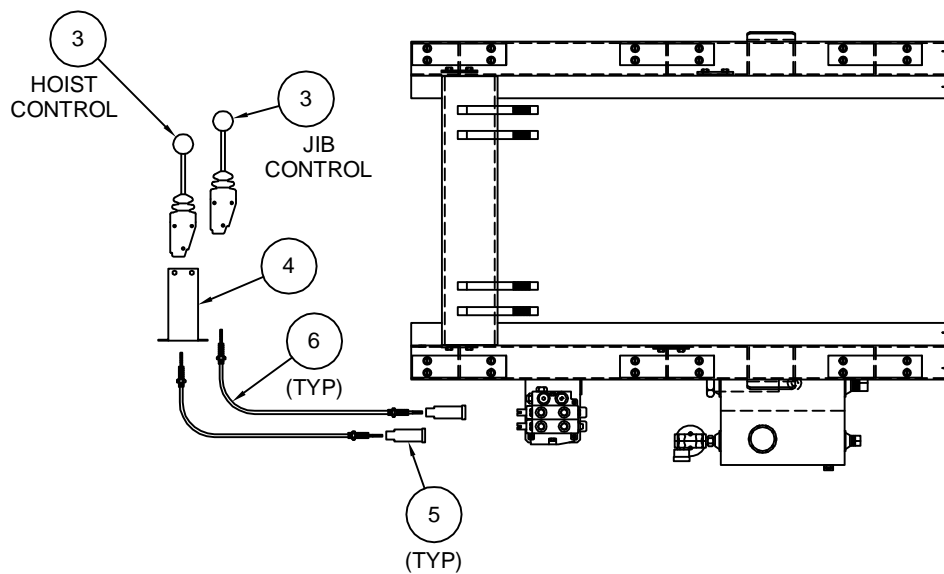 3
HOIST
CONTROL
3
JIB
CONTROL
4
6
(TYP)
5
(TYP)